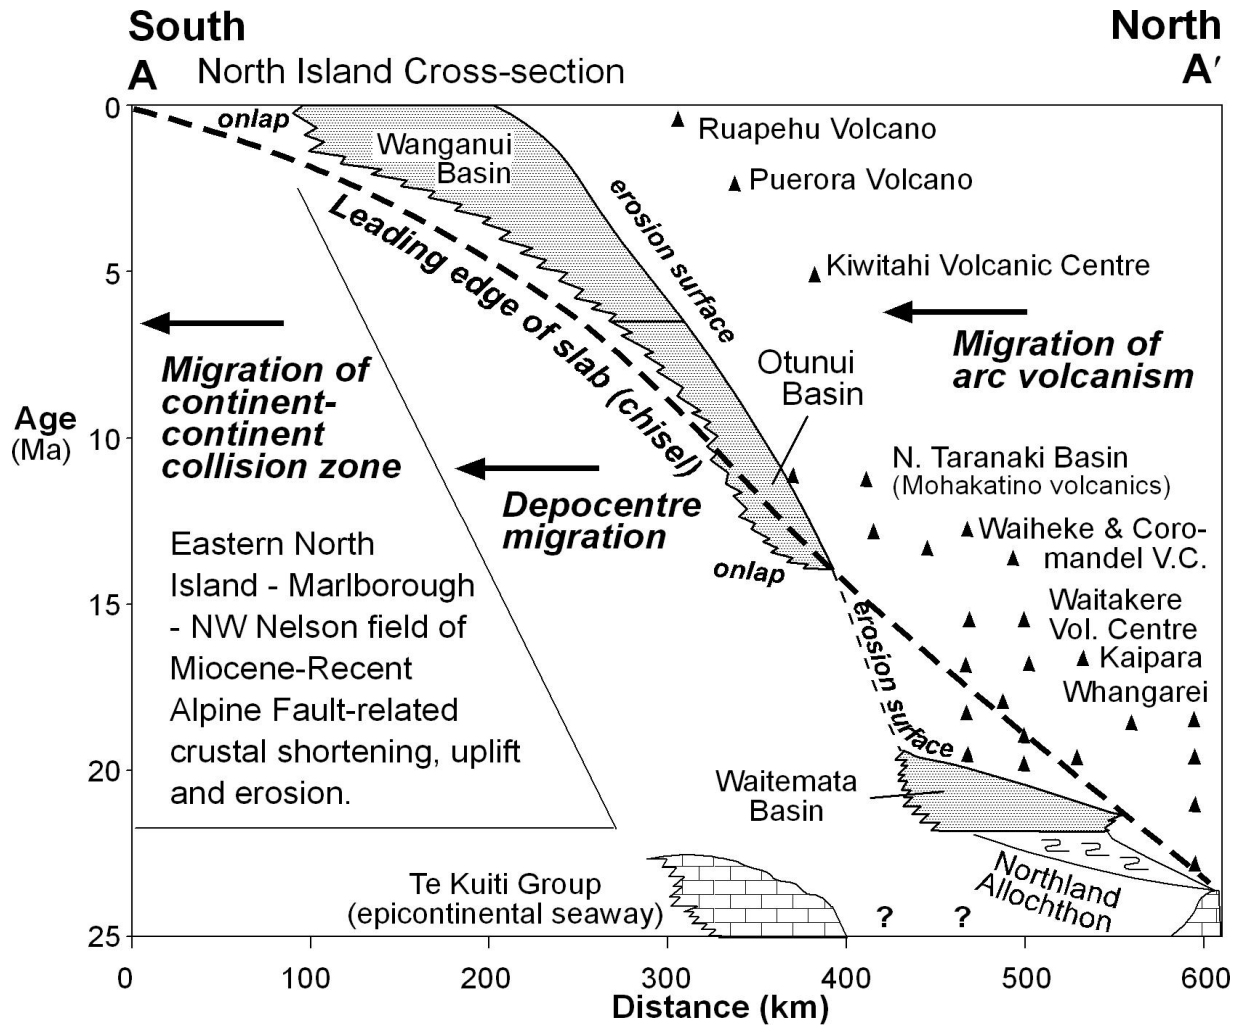 South
North
A
North Island Cross-section
A′
0
onlap
Wanganui
Basin
Ruapehu Volcano
Puerora Volcano
erosion surface
Leading edge of slab (chisel)
5
Kiwitahi Volcanic Centre
Migration of
arc volcanism
Migration of
continent-
continent
collision zone
Otunui
Basin
Age
(Ma)
10
N. Taranaki Basin
(Mohakatino volcanics)
Depocentre
migration
Waiheke & Coro-
mandel V.C.
Eastern North
Island - Marlborough
- NW Nelson field of
Miocene-Recent
Alpine Fault-related
crustal shortening, uplift
and erosion.
onlap
15
Waitakere
Vol. Centre
Kaipara
Whangarei
erosion surface
20
Waitemata
Basin
Te Kuiti Group
(epicontinental seaway)
Northland
Allochthon
? ?
25
0 100 200 300 400 500 600
Distance (km)